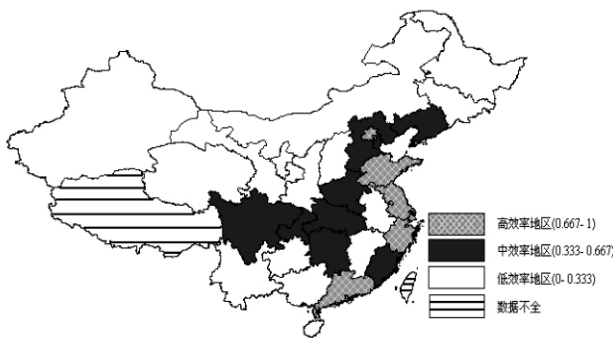 高效率地区(0.667- 1)
中效率地区(0.333- 0.667)
低效率地区(0- 0.333)
数据不全